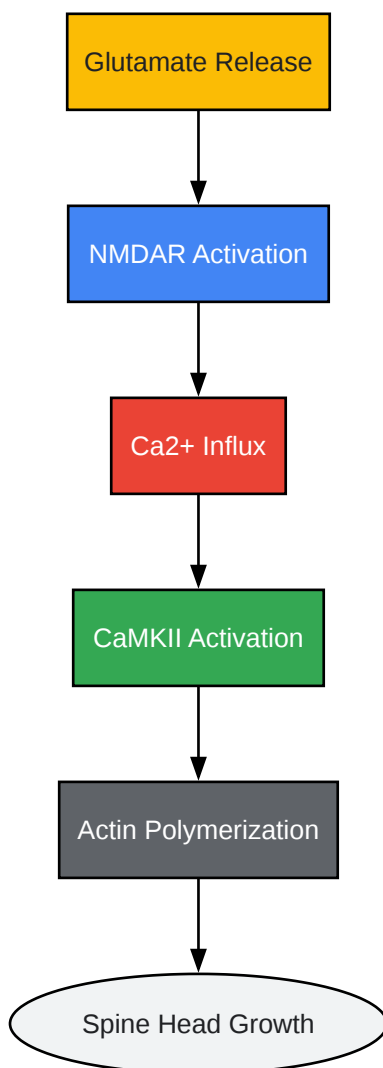 Glutamate Release
NMDAR Activation
Ca2+ Influx
CaMKII Activation
Actin Polymerization
Spine Head Growth